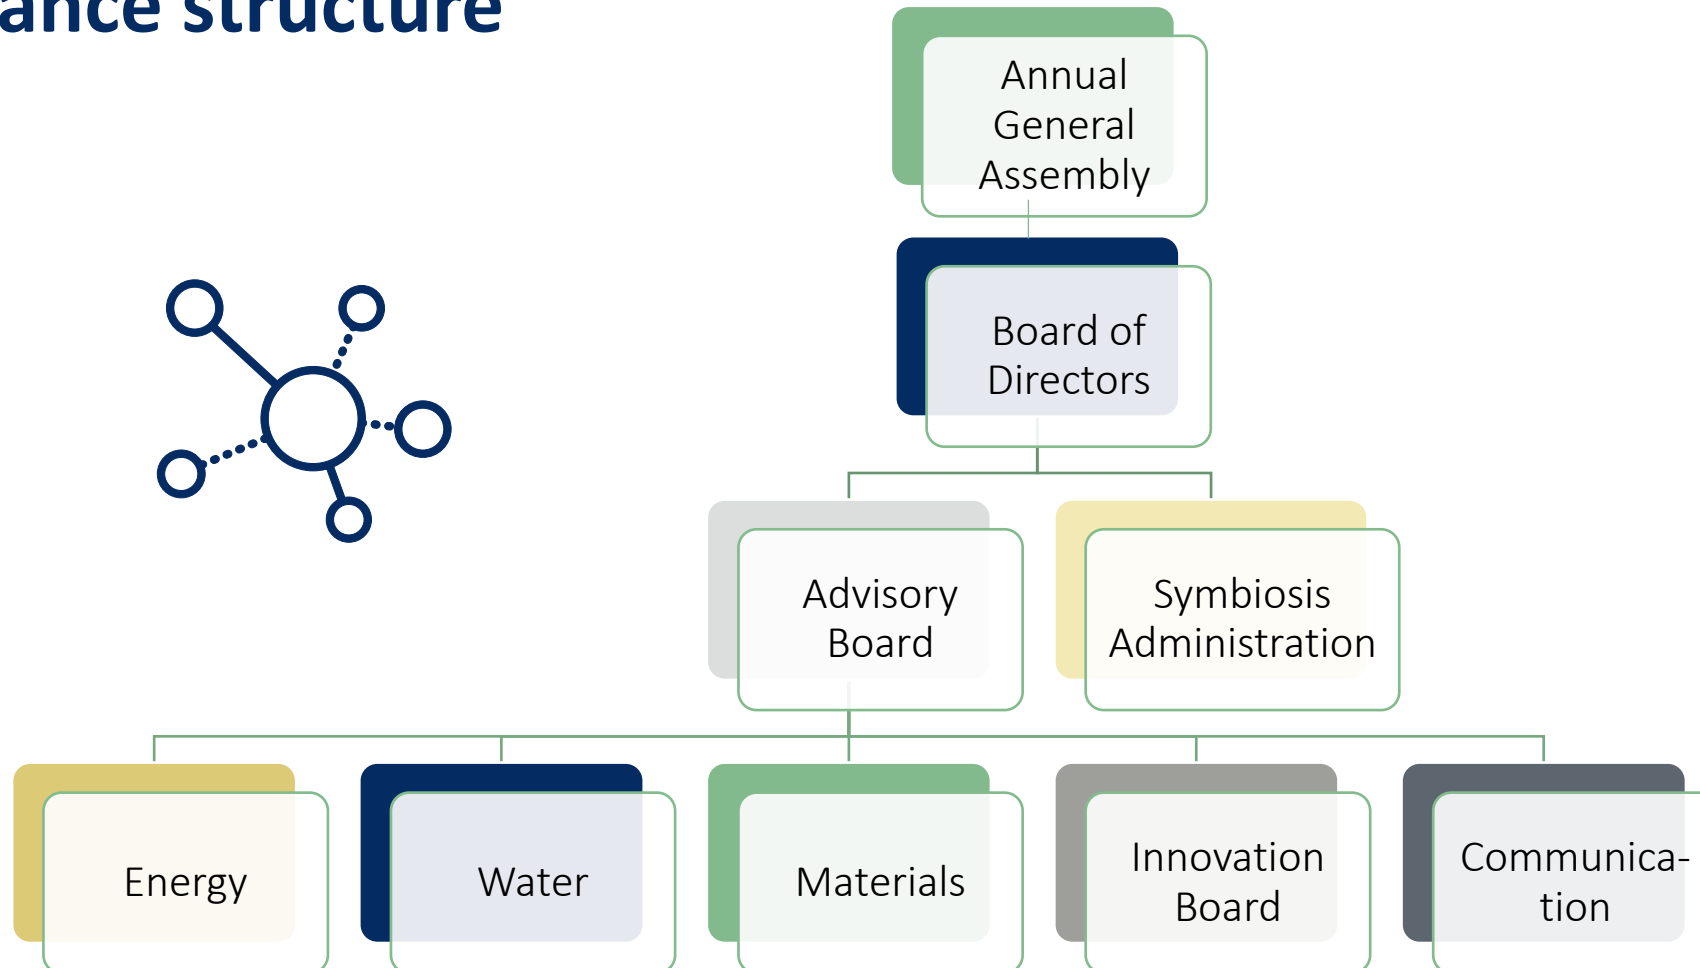 ance structure
Annual
General
Assembly
Board of
Directors
Advisory
Board
Symbiosis
Administration
Energy
Water
Materials
Innovation
Board
Communica-
tion